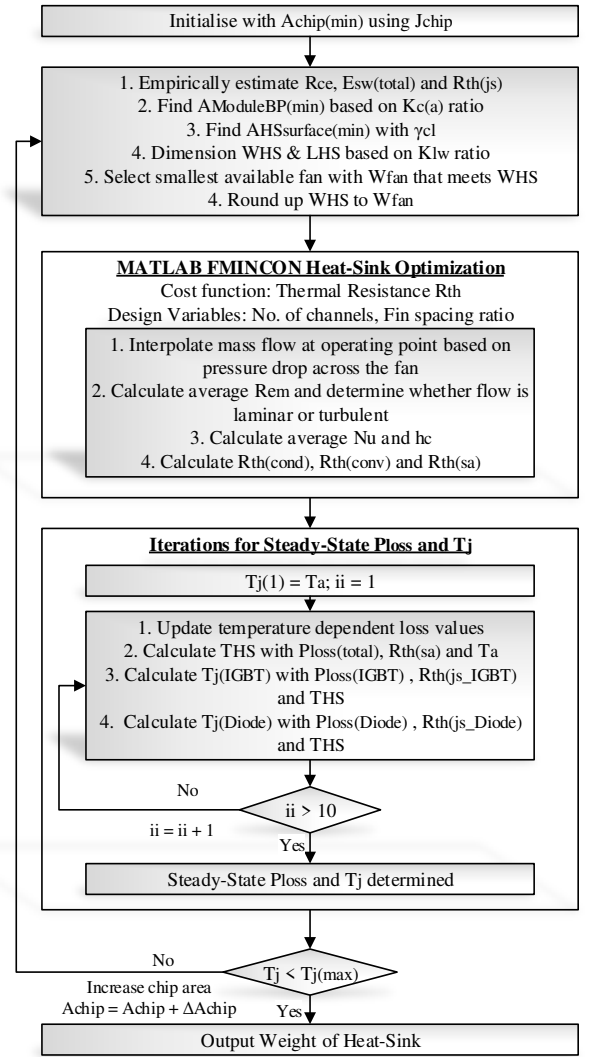 Initialise with Achip(min) using Jchip
1. Empirically estimate Rce, Esw(total) and Rth(js)
2. Find AModuleBP(min) based on Kc(a) ratio
3. Find AHSsurface(min) with γcl
4. Dimension WHS & LHS based on Klw ratio
5. Select smallest available fan with Wfan that meets WHS
4. Round up WHS to Wfan
MATLAB FMINCON Heat-Sink Optimization
Cost function: Thermal Resistance Rth
Design Variables: No. of channels, Fin spacing ratio
1. Interpolate mass flow at operating point based on
pressure drop across the fan
2. Calculate average Rem and determine whether flow is
laminar or turbulent
3. Calculate average Nu and hc
4. Calculate Rth(cond), Rth(conv) and Rth(sa)
Iterations for Steady-State Ploss and Tj
Tj(1) = Ta; ii = 1
1. Update temperature dependent loss values
2. Calculate THS with Ploss(total), Rth(sa) and Ta
3. Calculate Tj(IGBT) with Ploss(IGBT) , Rth(js_IGBT)
and THS
4. Calculate Tj(Diode) with Ploss(Diode) , Rth(js_Diode)
and THS
No
ii > 10
ii = ii + 1
Yes
Steady-State Ploss and Tj determined
No
Tj < Tj(max)
Increase chip area
Achip = Achip + ΔAchip
Yes
Output Weight of Heat-Sink